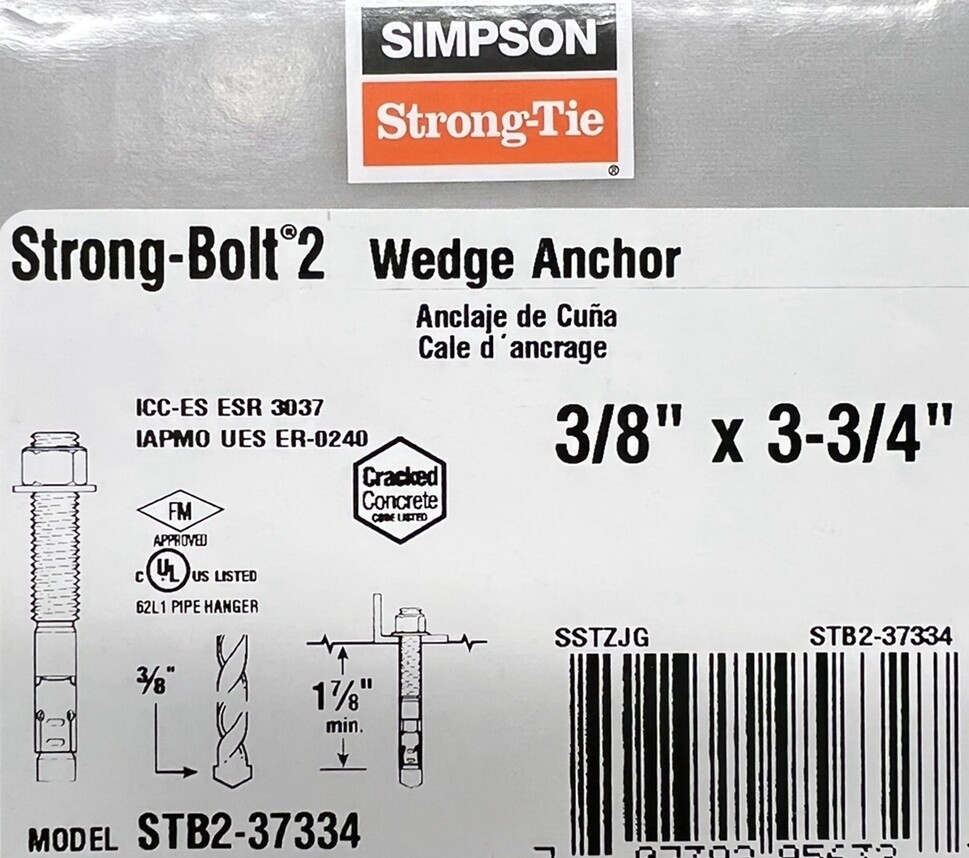 SIMPSON
Strong-Tie
®
Strong-Bolt®2 Wedge Anchor
Anclaje de Cuña
Cale d´ancrage
ICC-ES ESR 3037
IAPMO UES ER-0240
3/8" x 3-3/4"
Cracked
Concrete
CODE LISTED
FM
APPROVED
C UL US LISTED
62L1 PIPE HANGER
3/8"
1 7/8"
min.
SSTZJG STB2-37334
MODEL STB2-37334